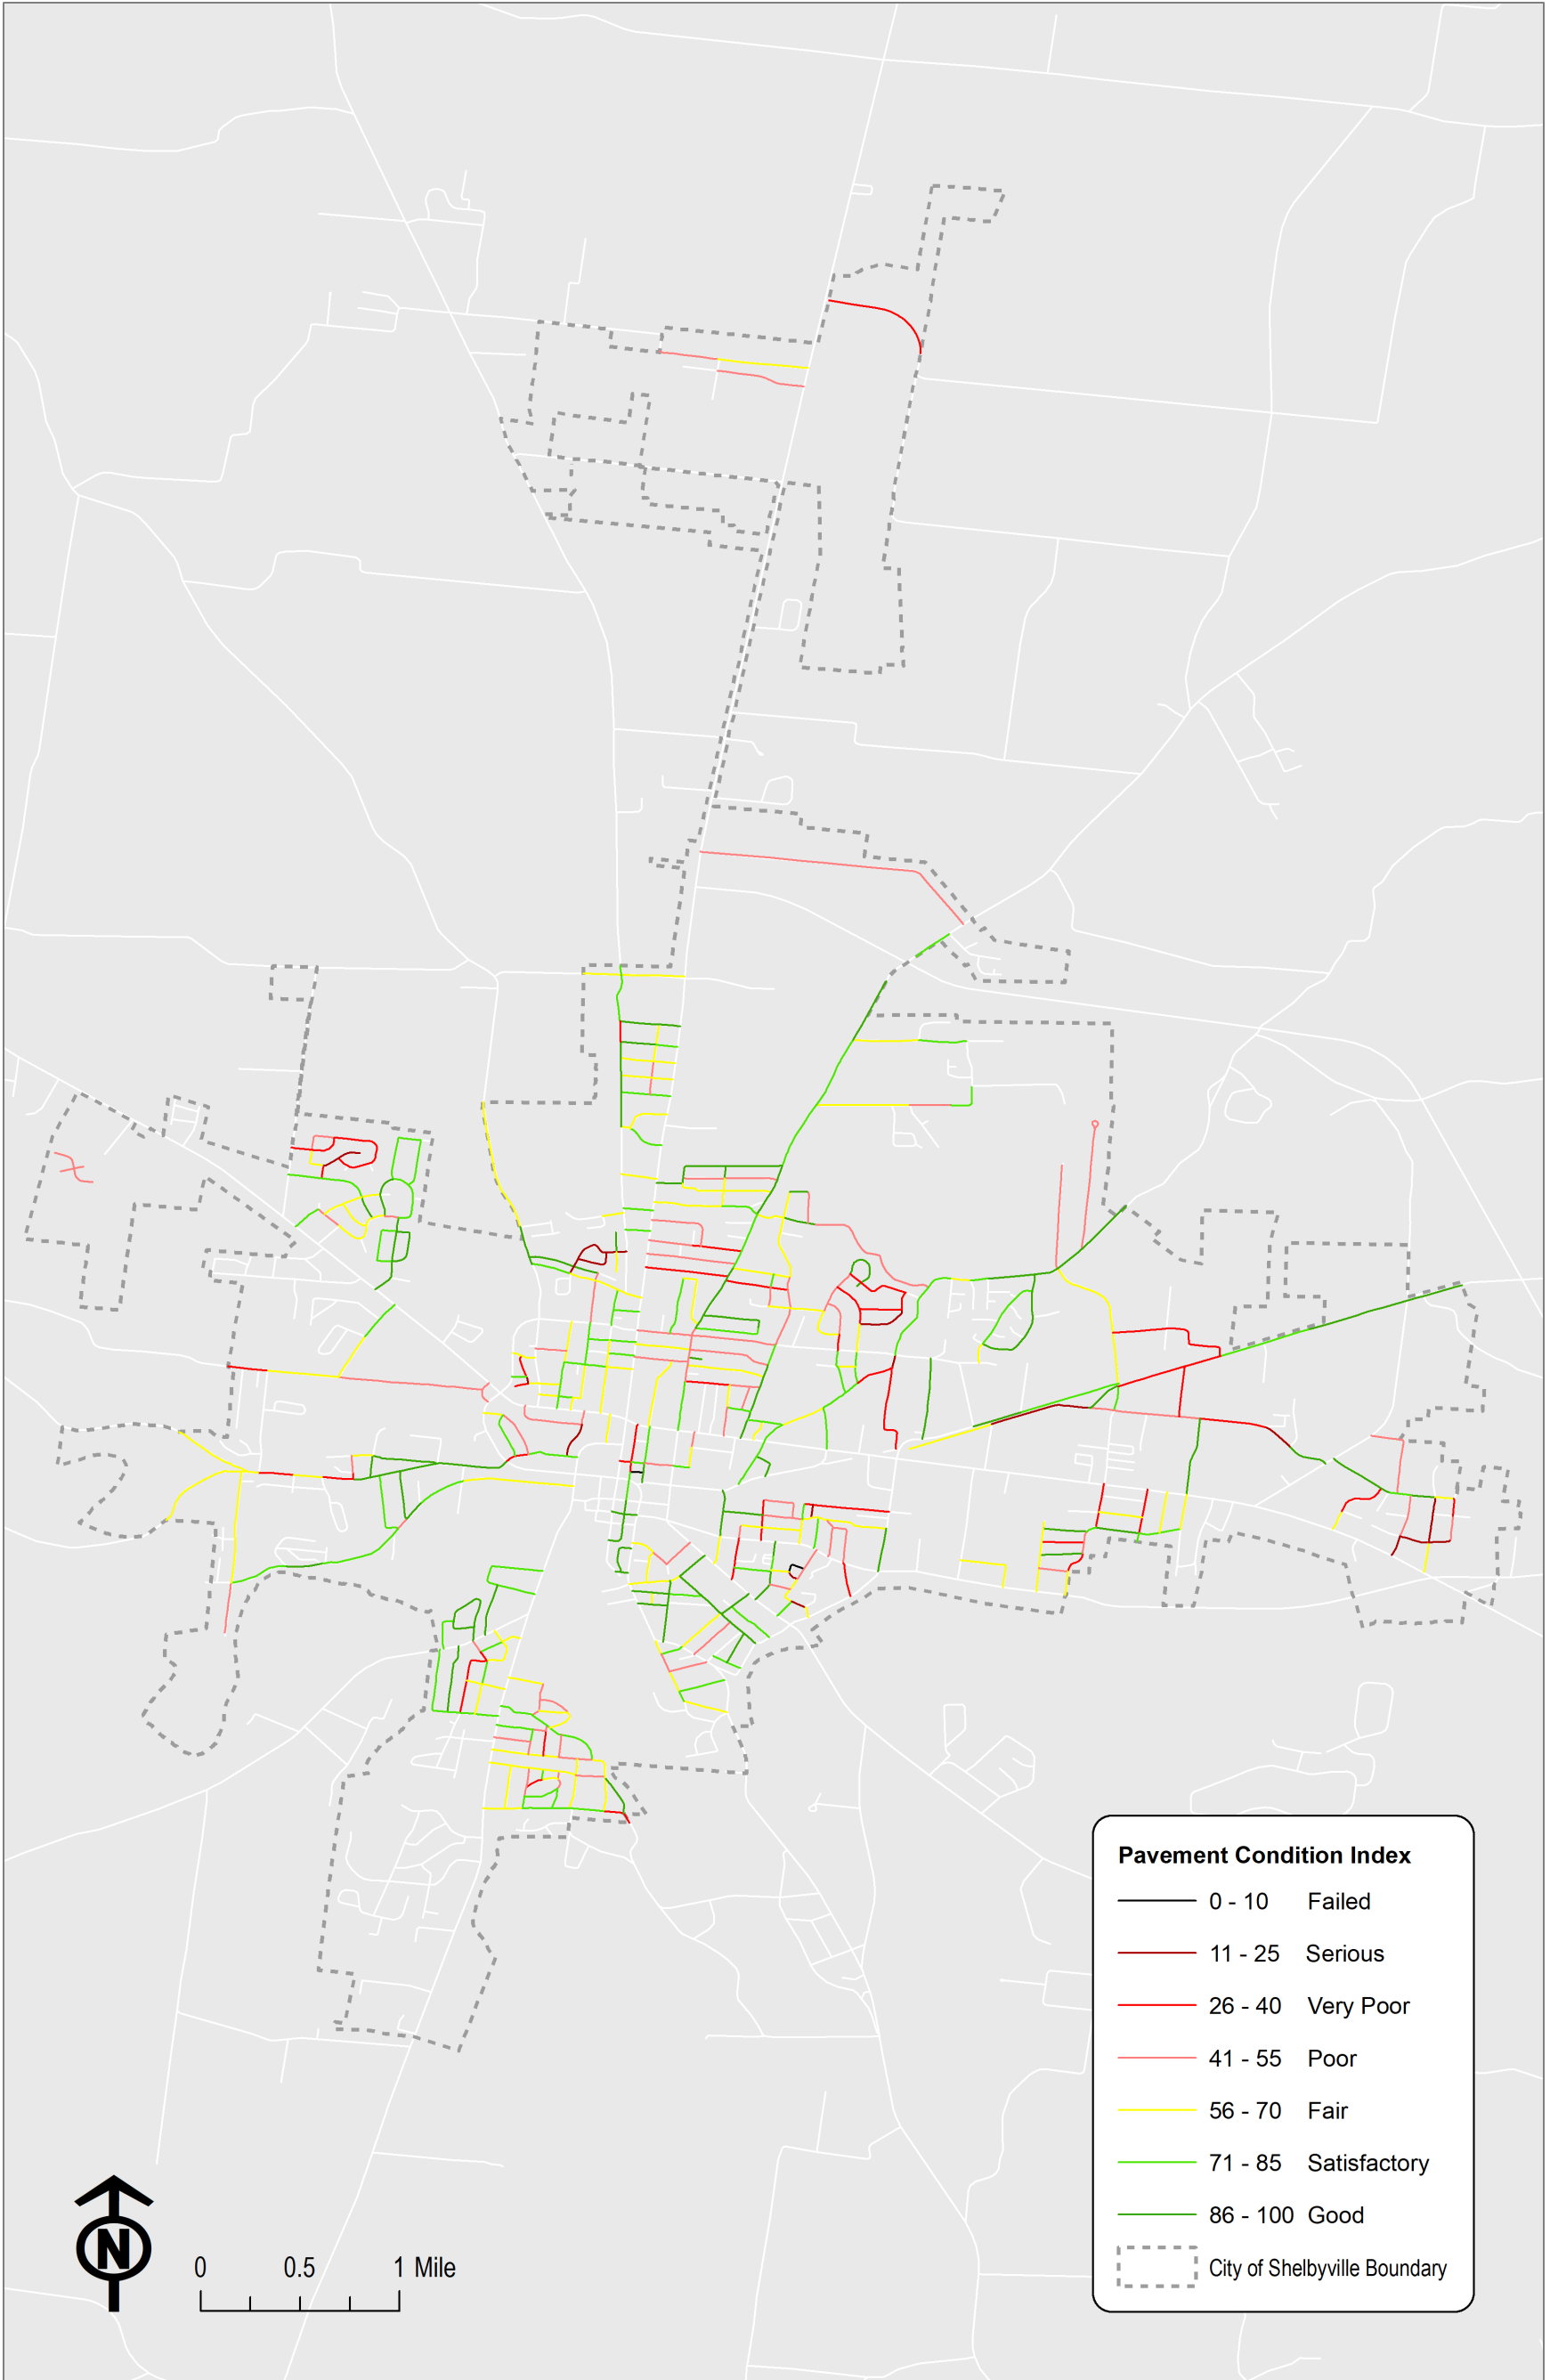 Pavement Condition Index
0 - 10 Failed
11 - 25 Serious
26 - 40 Very Poor
41 - 55 Poor
56 - 70 Fair
71 - 85 Satisfactory
86 - 100 Good
City of Shelbyville Boundary
N
0 0.5 1 Mile